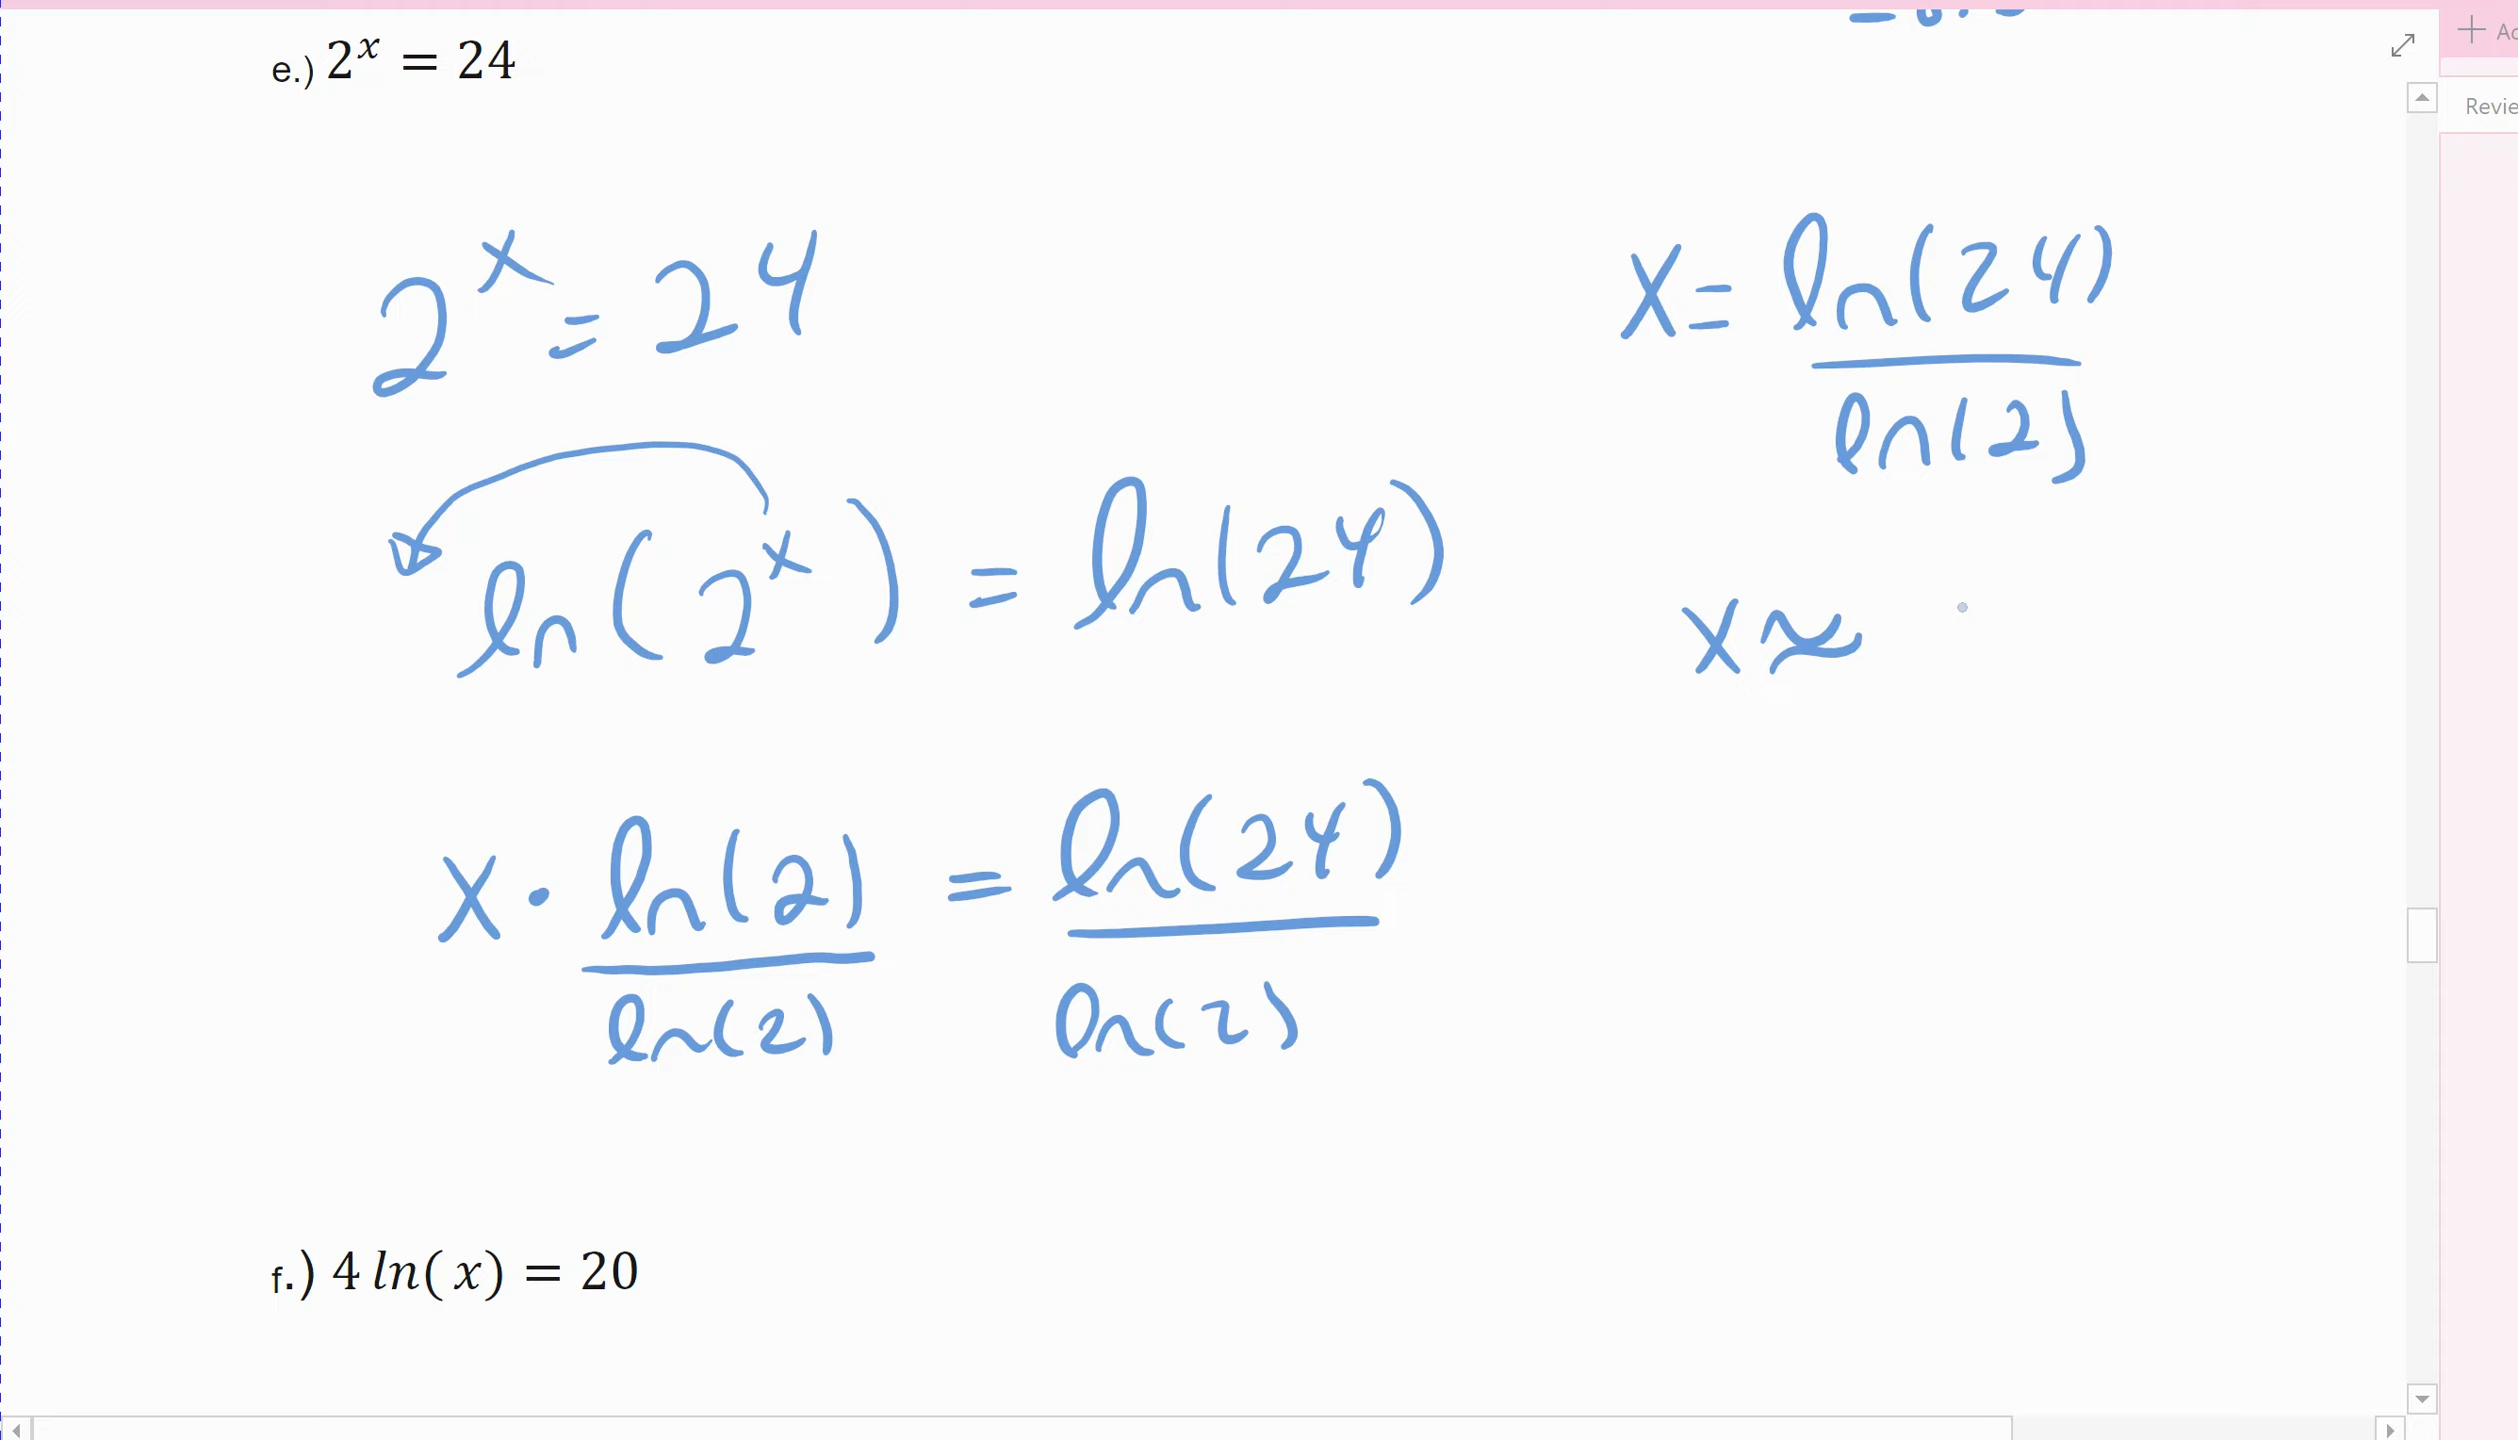 e.) 2^x = 24
2^x = 24
ln(2^x) = ln(24)
x · ln(2) / ln(2) = ln(24) / ln(2)
x = ln(24) / ln(2)
x ≈
f.) 4 ln( x) = 20
Revie